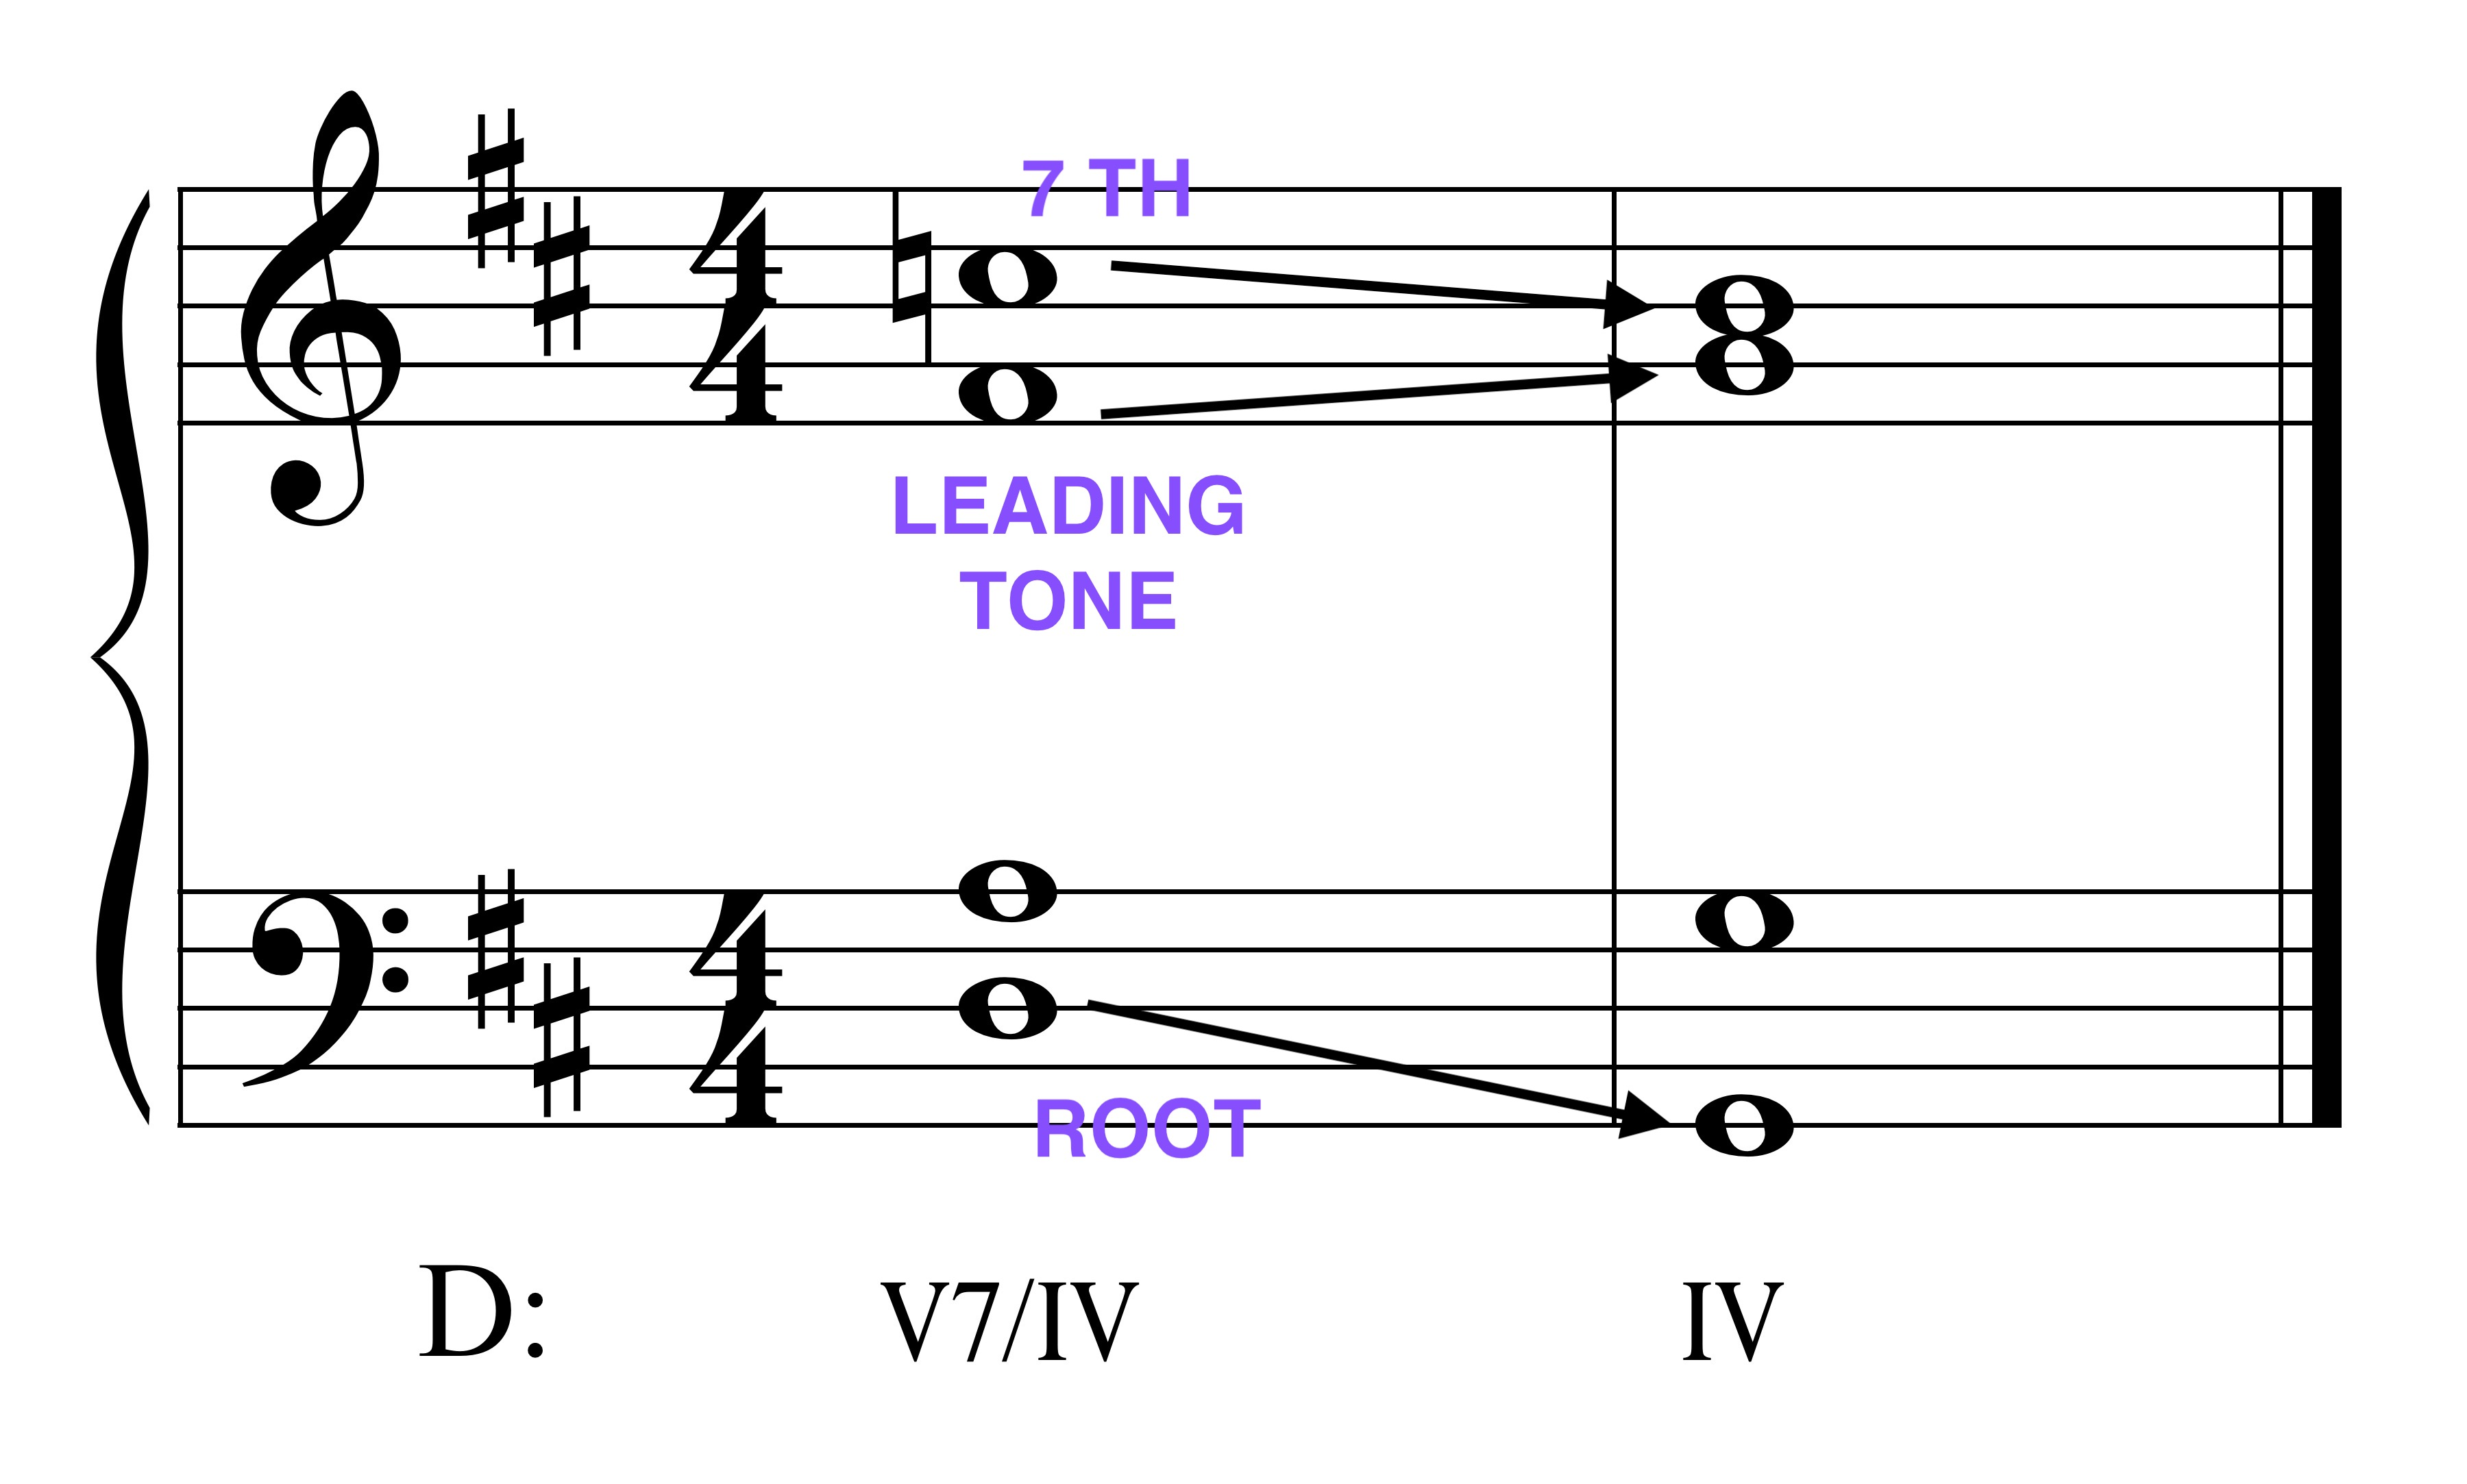 7 TH
LEADING
TONE
ROOT
D: V7/IV IV